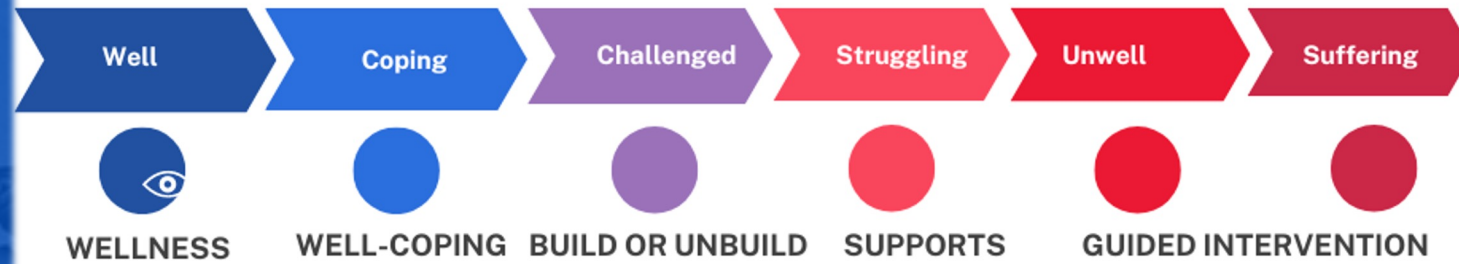 Well
Coping
Challenged
Struggling
Unwell
Suffering
WELLNESS
WELL-COPING
BUILD OR UNBUILD
SUPPORTS
GUIDED INTERVENTION